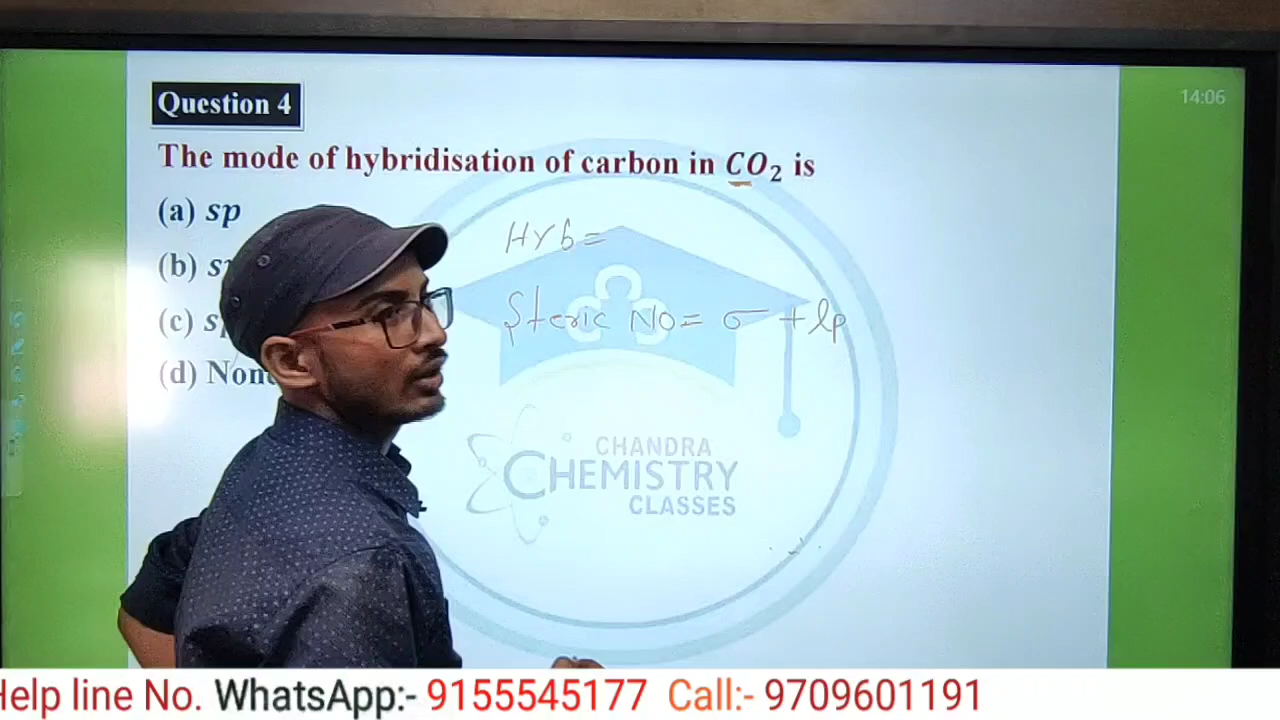 14:06
Question 4
The mode of hybridisation of carbon in CO₂ is
(a) sp
Hyb =
(b) s
Steric No = σ + lp
(c) s
(d) Non
CHANDRA
CHEMISTRY
CLASSES
Help line No. WhatsApp:- 9155545177 Call:- 9709601191